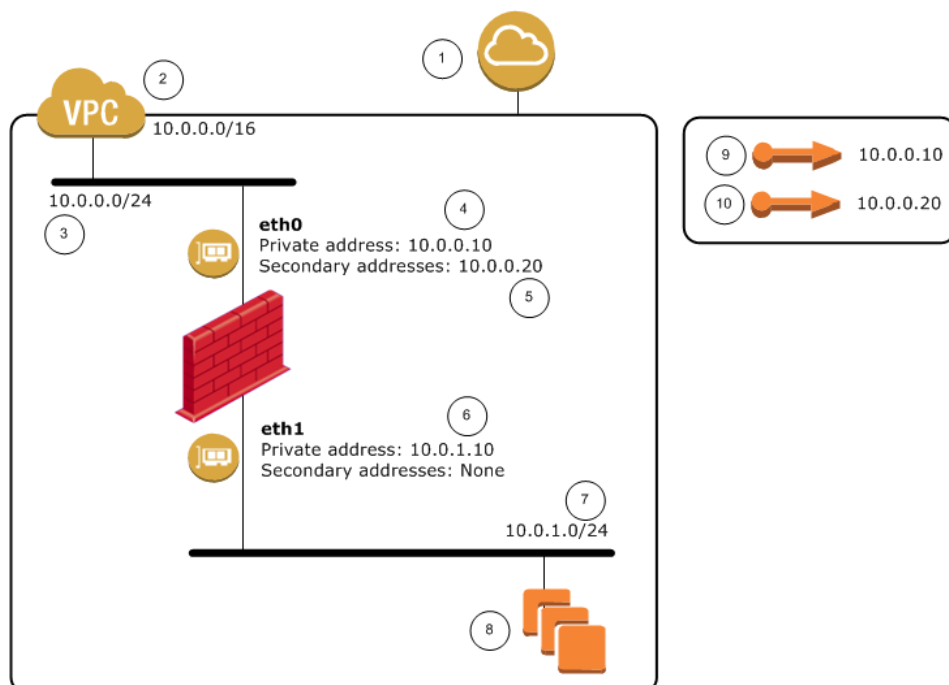 1
2
VPC
10.0.0.0/16
10.0.0.0/24
3
4
eth0
Private address: 10.0.0.10
Secondary addresses: 10.0.0.20
5
6
eth1
Private address: 10.0.1.10
Secondary addresses: None
7
10.0.1.0/24
8
9 10.0.0.10
10 10.0.0.20